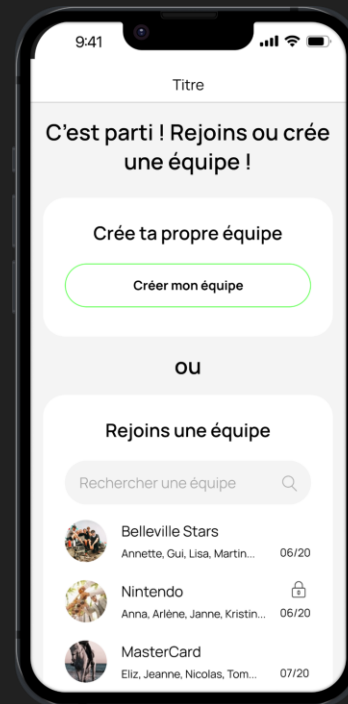 9:41
Titre
C'est parti ! Rejoins ou crée
une équipe !
Crée ta propre équipe
Créer mon équipe
ou
Rejoins une équipe
Rechercher une équipe
Belleville Stars
Annette, Gui, Lisa, Martin... 06/20
Nintendo
Anna, Arlène, Janne, Kristin... 06/20
MasterCard
Eliz, Jeanne, Nicolas, Tom... 07/20